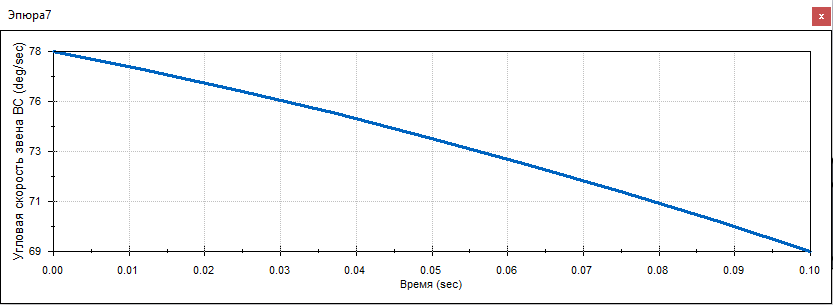 Эпюра7
x
Угловая скорость звена BC (deg/sec)
78
76
73
71
69
0.00 0.01 0.02 0.03 0.04 0.05 0.06 0.07 0.08 0.09 0.10
Время (sec)